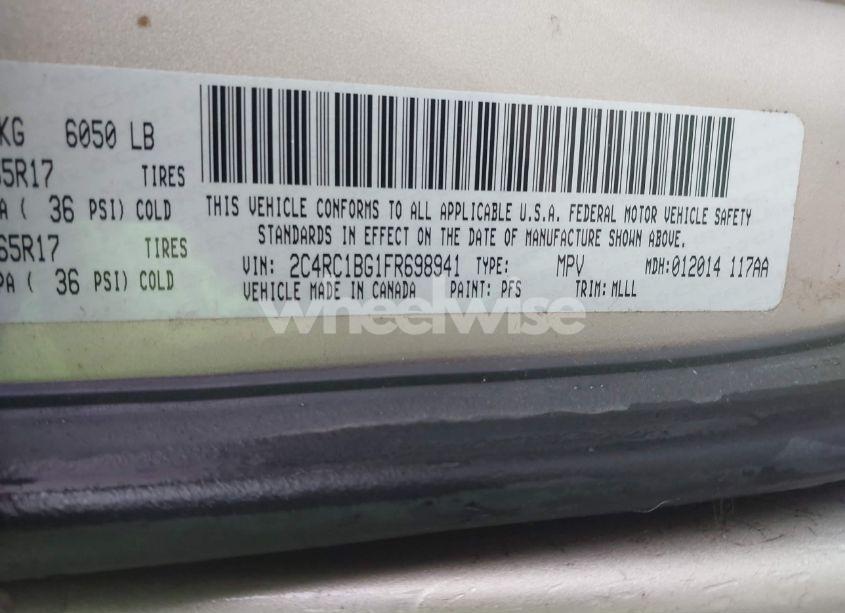 KG 6050 LB
65R17 TIRES
PA ( 36 PSI) COLD
65R17 TIRES
PA ( 36 PSI) COLD
THIS VEHICLE CONFORMS TO ALL APPLICABLE U.S.A. FEDERAL MOTOR VEHICLE SAFETY
STANDARDS IN EFFECT ON THE DATE OF MANUFACTURE SHOWN ABOVE.
VIN: 2C4RC1BG1FR698941 TYPE: MPV MDH:012014 117AA
VEHICLE MADE IN CANADA PAINT: PFS TRIM: MLLL
wheelwise